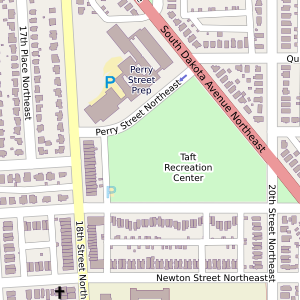 17th Place Northeast
South Dakota Avenue Northeast
Qu
P
Perry
Street
Prep
Perry Street Northeast
Taft
Recreation
Center
P
18th Street North
20th Street Northeast
Newton Street Northeast